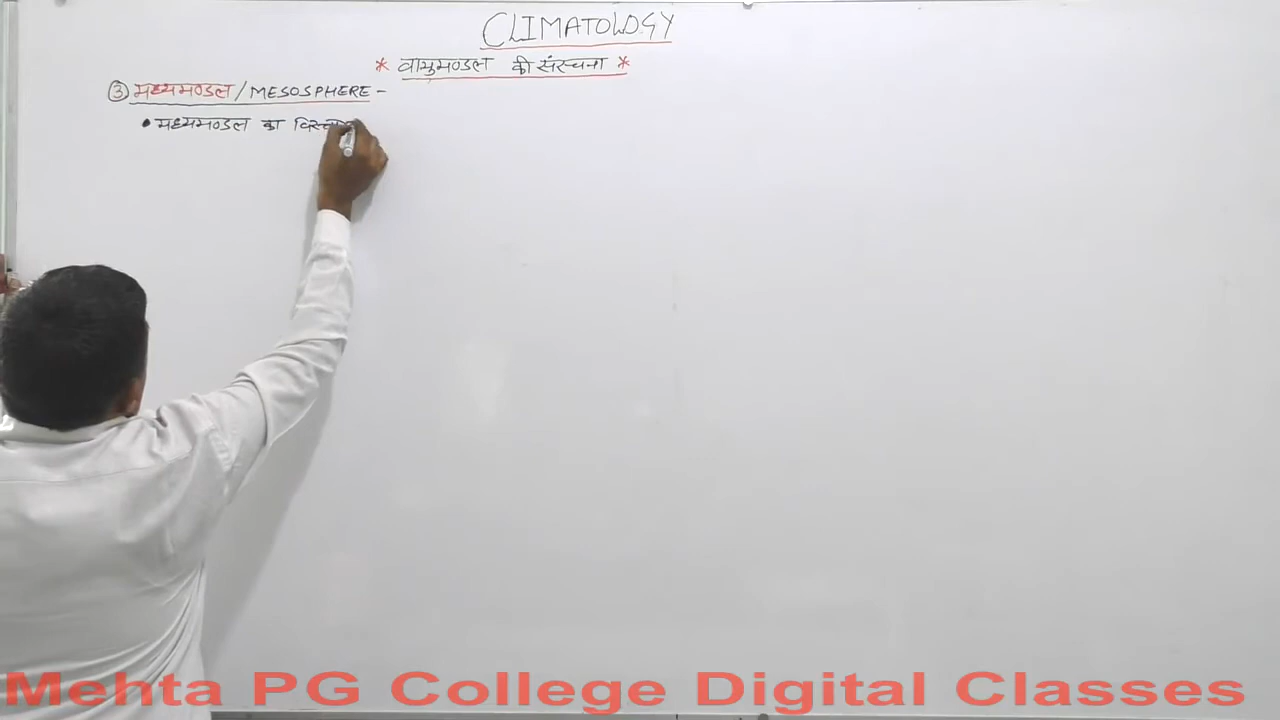 CLIMATOLOGY
* वायुमण्डल की संरचना *
③ मध्यमण्डल / MESOSPHERE -
• मध्यमण्डल का विस्तार
Mehta PG College Digital Classes